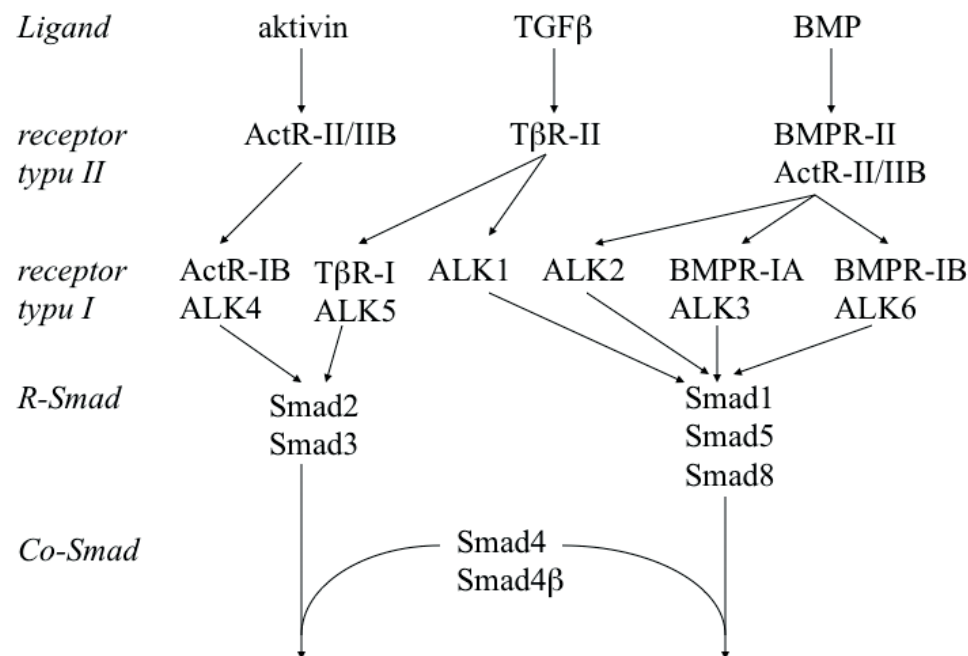 Ligand aktivin TGFβ BMP
receptor ActR-II/IIB TβR-II BMPR-II
typu II ActR-II/IIB
receptor ActR-IB TβR-I ALK1 ALK2 BMPR-IA BMPR-IB
typu I ALK4 ALK5 ALK3 ALK6
R-Smad Smad2 Smad1
Smad3 Smad5
Smad8
Co-Smad Smad4
Smad4β